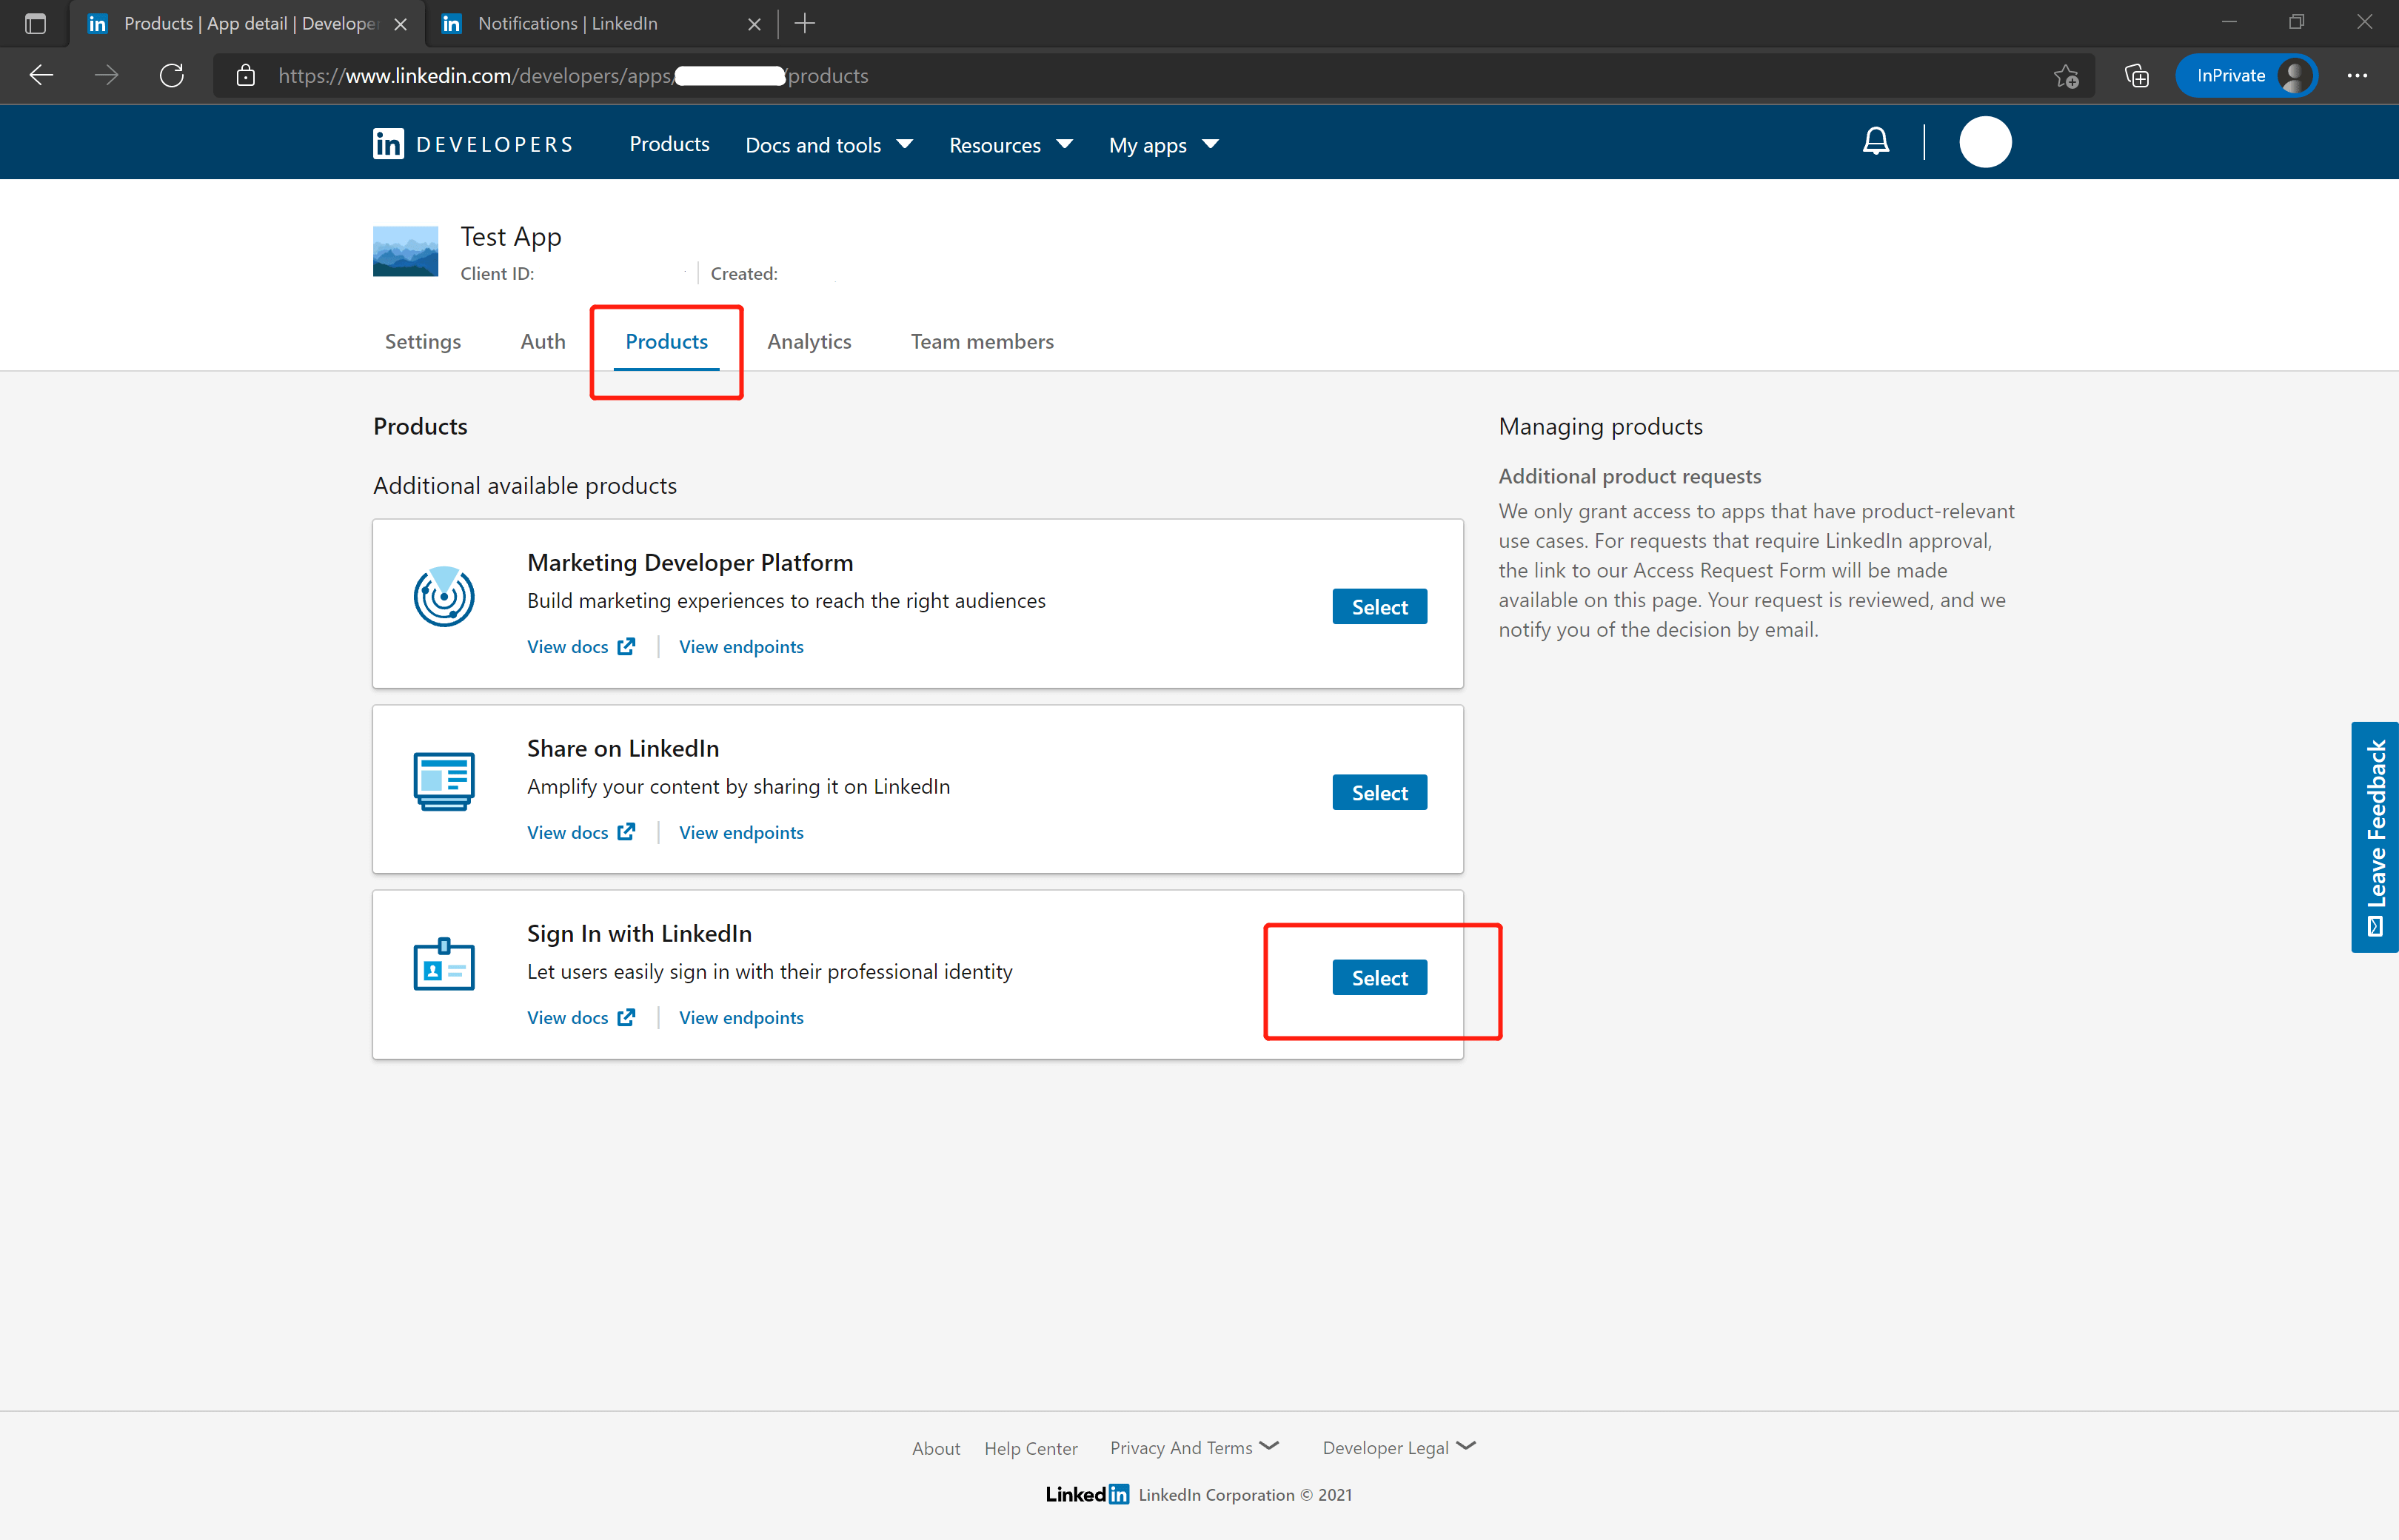 Products | App detail | Develope
Notifications | LinkedIn
https://www.linkedin.com/developers/apps/
/products
InPrivate
in DEVELOPERS
Products
Docs and tools
Resources
My apps
Test App
Client ID:
Created:
Settings
Auth
Products
Analytics
Team members
Products
Additional available products
Marketing Developer Platform
Build marketing experiences to reach the right audiences
View docs
View endpoints
Select
Share on LinkedIn
Amplify your content by sharing it on LinkedIn
View docs
View endpoints
Select
Sign In with LinkedIn
Let users easily sign in with their professional identity
View docs
View endpoints
Select
Managing products
Additional product requests
We only grant access to apps that have product-relevant
use cases. For requests that require LinkedIn approval,
the link to our Access Request Form will be made
available on this page. Your request is reviewed, and we
notify you of the decision by email.
Leave Feedback
About
Help Center
Privacy And Terms
Developer Legal
LinkedIn LinkedIn Corporation © 2021